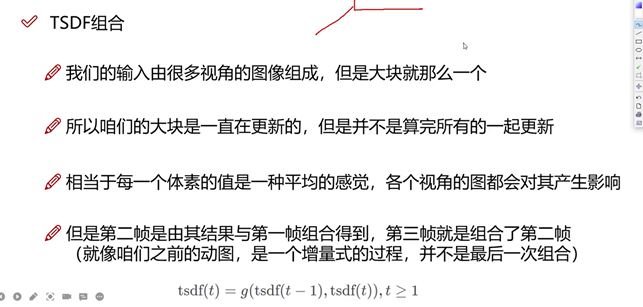 TSDF组合
我们的输入由很多视角的图像组成，但是大块就那么一个
所以咱们的大块是一直在更新的，但是并不是算完所有的一起更新
相当于每一个体素的值是一种平均的感觉，各个视角的图都会对其产生影响
但是第二帧是由其结果与第一帧组合得到，第三帧就是组合了第二帧
（就像咱们之前的动图，是一个增量式的过程，并不是最后一次组合）
tsdf(t) = g(tsdf(t − 1), tsdf(t)), t ≥ 1